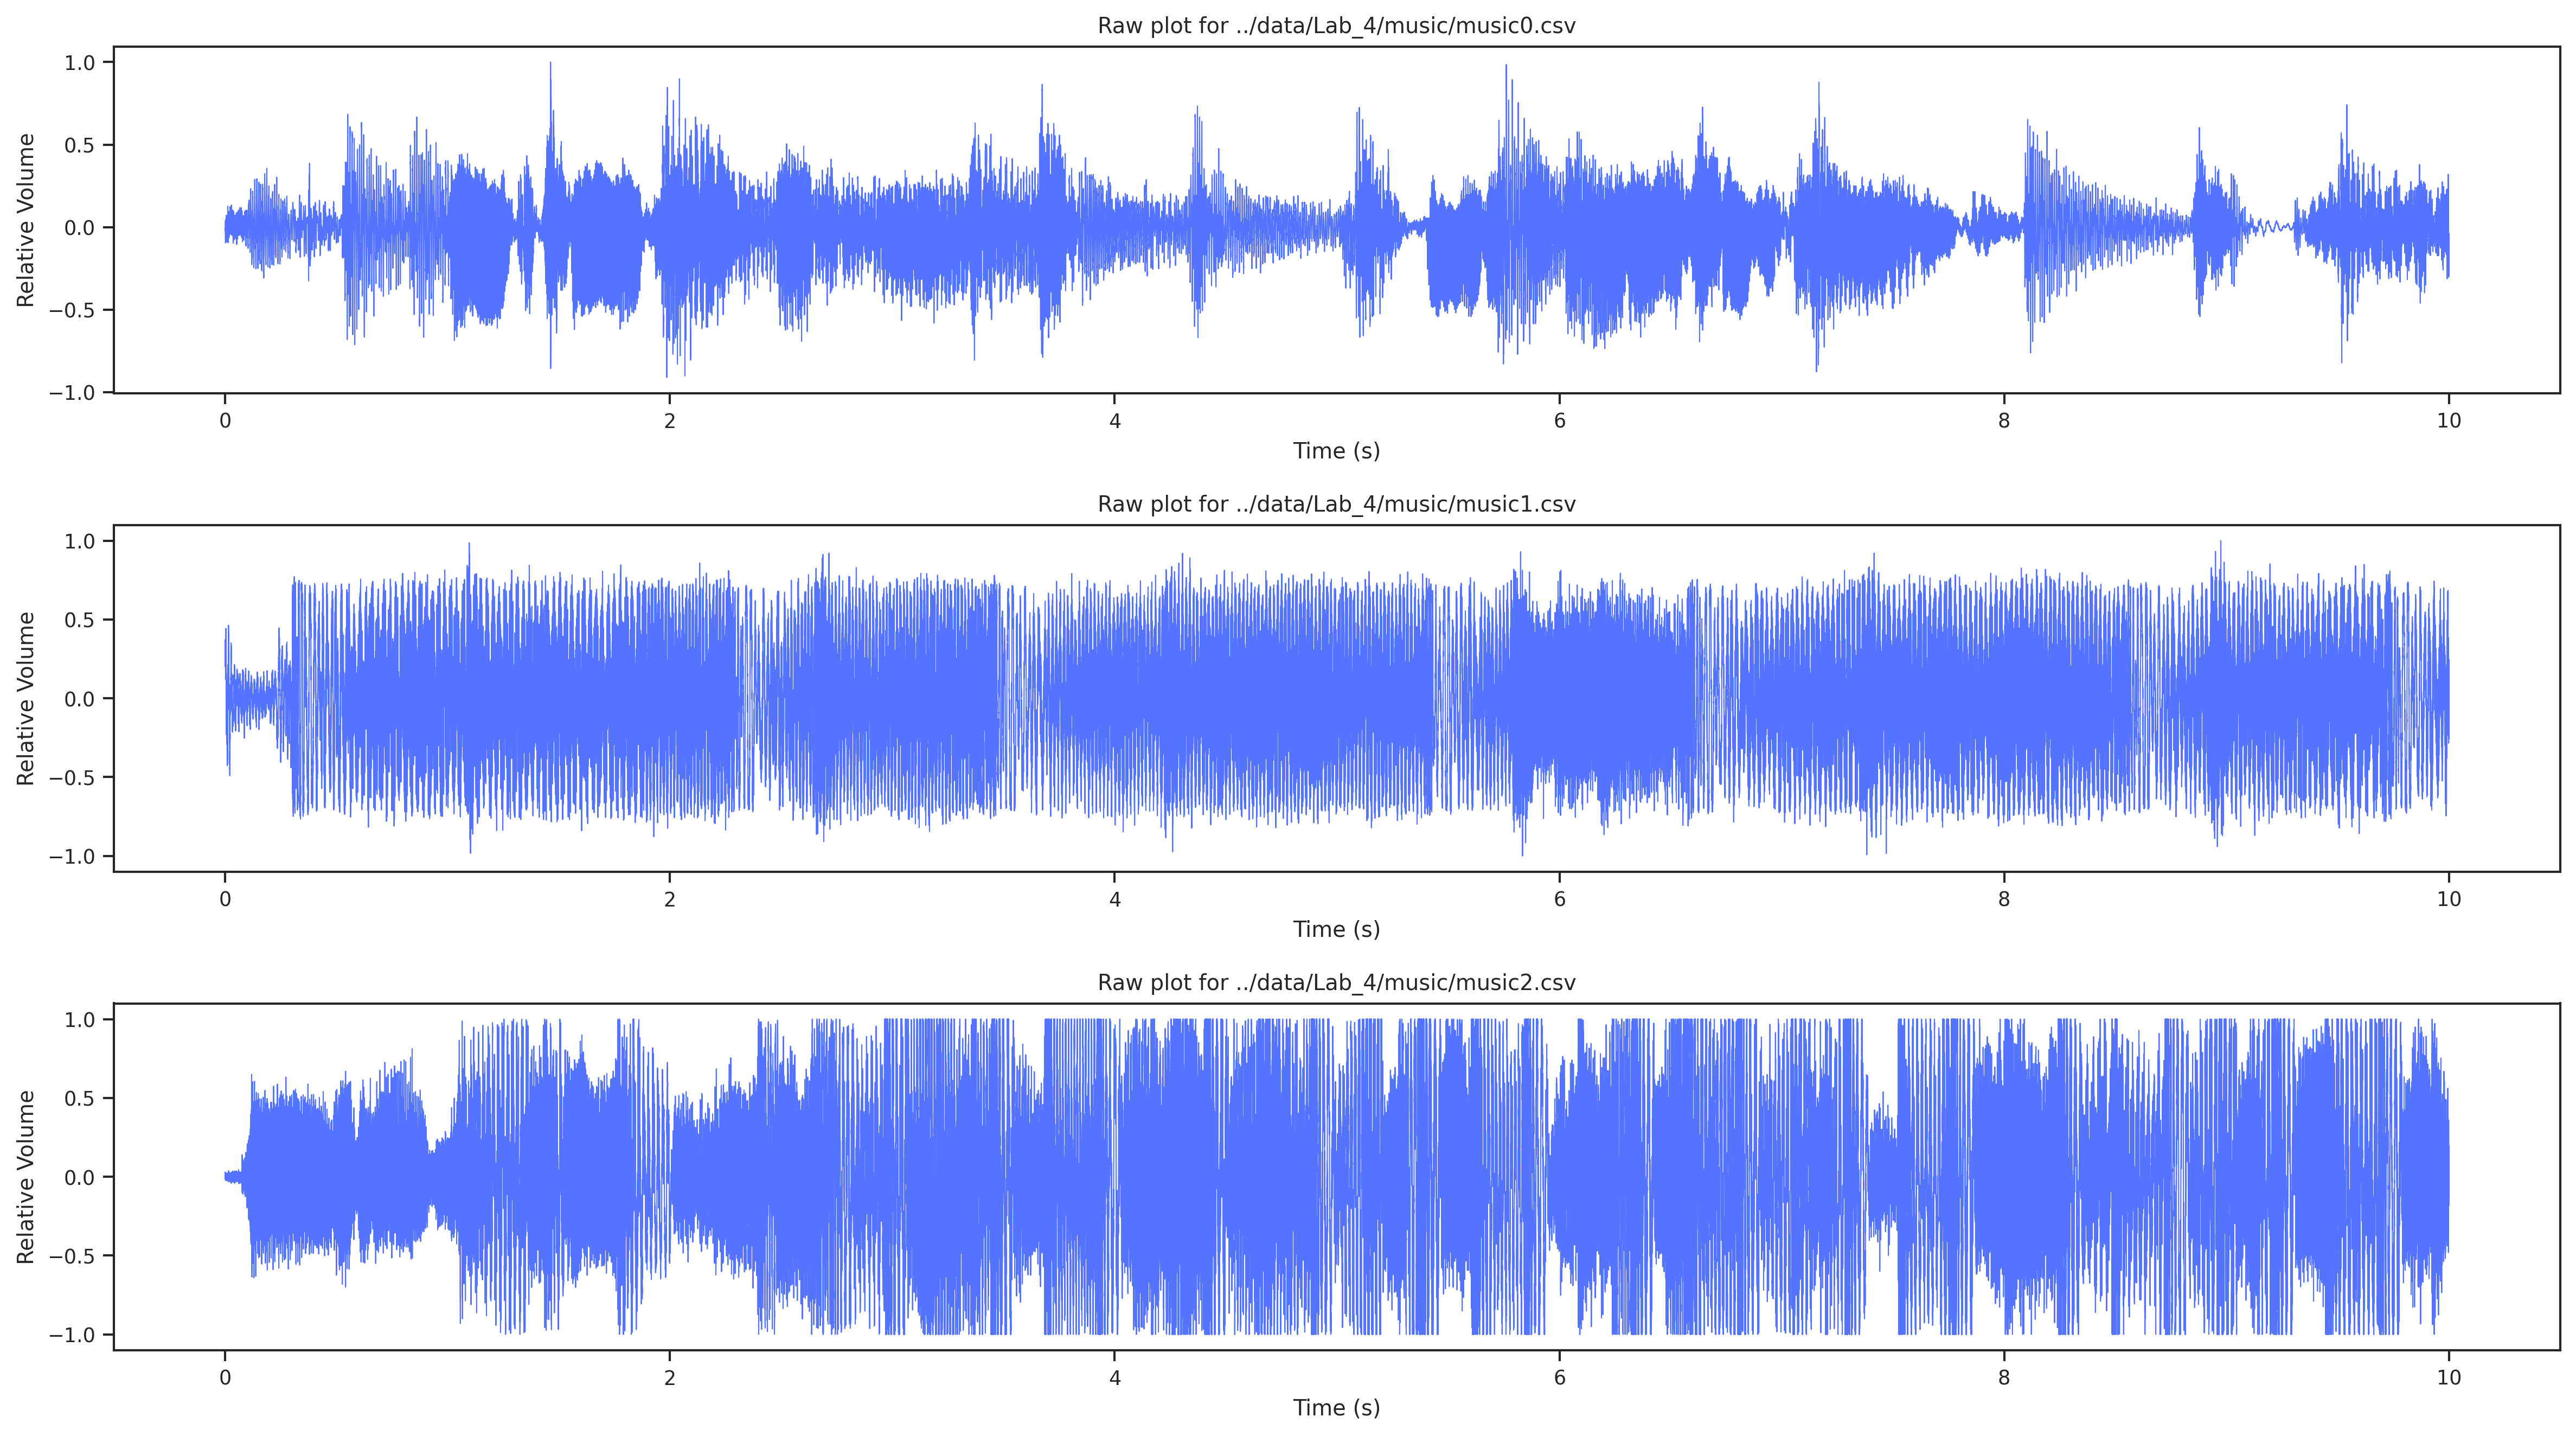 Raw plot for ../data/Lab_4/music/music0.csv
Relative Volume
1.0
0.5
0.0
−0.5
−1.0
0 2 4 6 8 10
Time (s)
Raw plot for ../data/Lab_4/music/music1.csv
Relative Volume
1.0
0.5
0.0
−0.5
−1.0
0 2 4 6 8 10
Time (s)
Raw plot for ../data/Lab_4/music/music2.csv
Relative Volume
1.0
0.5
0.0
−0.5
−1.0
0 2 4 6 8 10
Time (s)